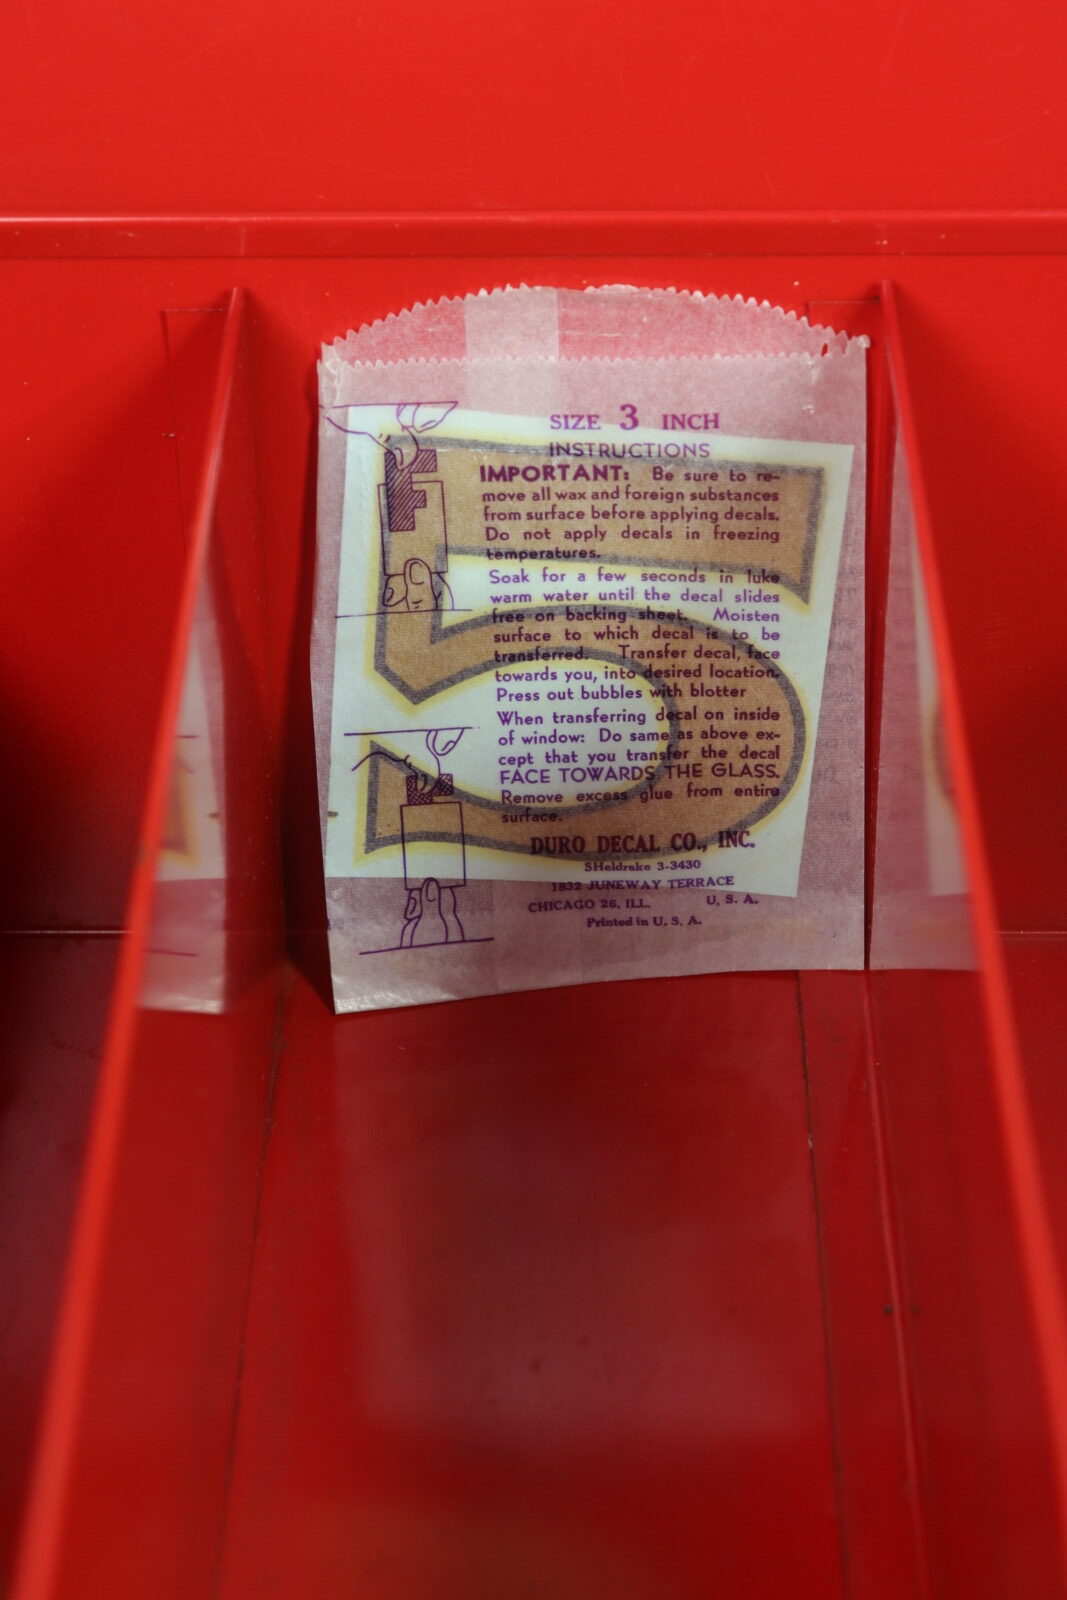 SIZE 3 INCH
INSTRUCTIONS
IMPORTANT: Be sure to re-
move all wax and foreign substances
from surface before applying decals.
Do not apply decals in freezing
temperatures.
Soak for a few seconds in luke
warm water until the decal slides
free on backing sheet. Moisten
surface to which decal is to be
transferred. Transfer decal, face
towards you, into desired location.
Press out bubbles with blotter
When transferring decal on inside
of window: Do same as above ex-
cept that you transfer the decal
FACE TOWARDS THE GLASS.
Remove excess glue from entire
surface.
DURO DECAL CO., INC.
SHeldrake 3-3430
1832 JUNEWAY TERRACE
CHICAGO 26, ILL. U. S. A.
Printed in U. S. A.
F
5